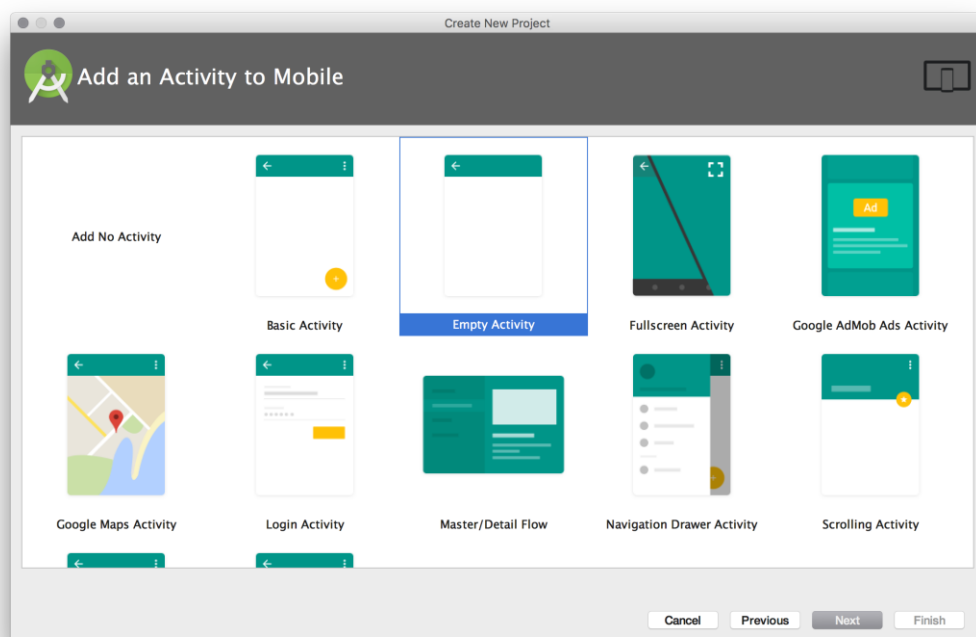 Create New Project
Add an Activity to Mobile
Ad
Add No Activity
Basic Activity
Empty Activity
Fullscreen Activity
Google AdMob Ads Activity
Google Maps Activity
Login Activity
Master/Detail Flow
Navigation Drawer Activity
Scrolling Activity
Cancel
Previous
Next
Finish